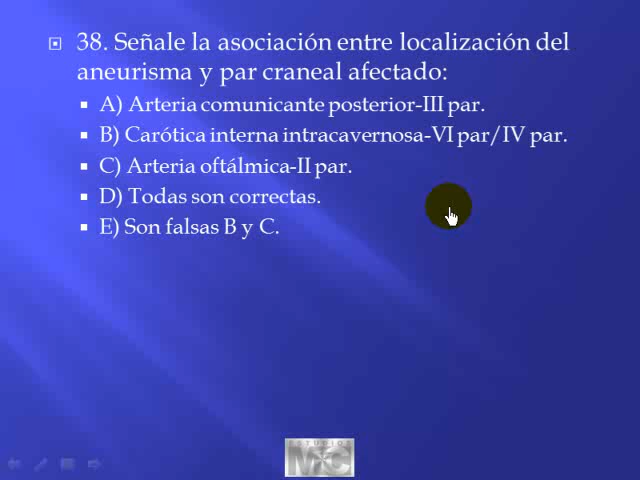 38. Señale la asociación entre localización del
aneurisma y par craneal afectado:
A) Arteria comunicante posterior-III par.
B) Carótica interna intracavernosa-VI par/IV par.
C) Arteria oftálmica-II par.
D) Todas son correctas.
E) Son falsas B y C.
ESTUDIOS
MC